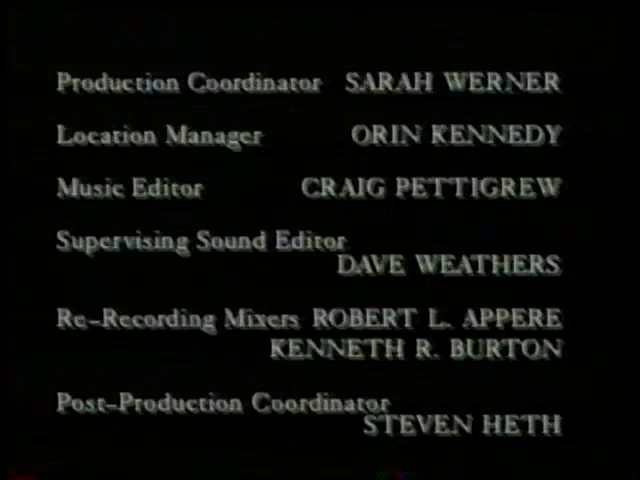 Production Coordinator SARAH WERNER
Location Manager ORIN KENNEDY
Music Editor CRAIG PETTIGREW
Supervising Sound Editor
DAVE WEATHERS
Re-Recording Mixers ROBERT L. APPERE
KENNETH R. BURTON
Post-Production Coordinator
STEVEN HETH